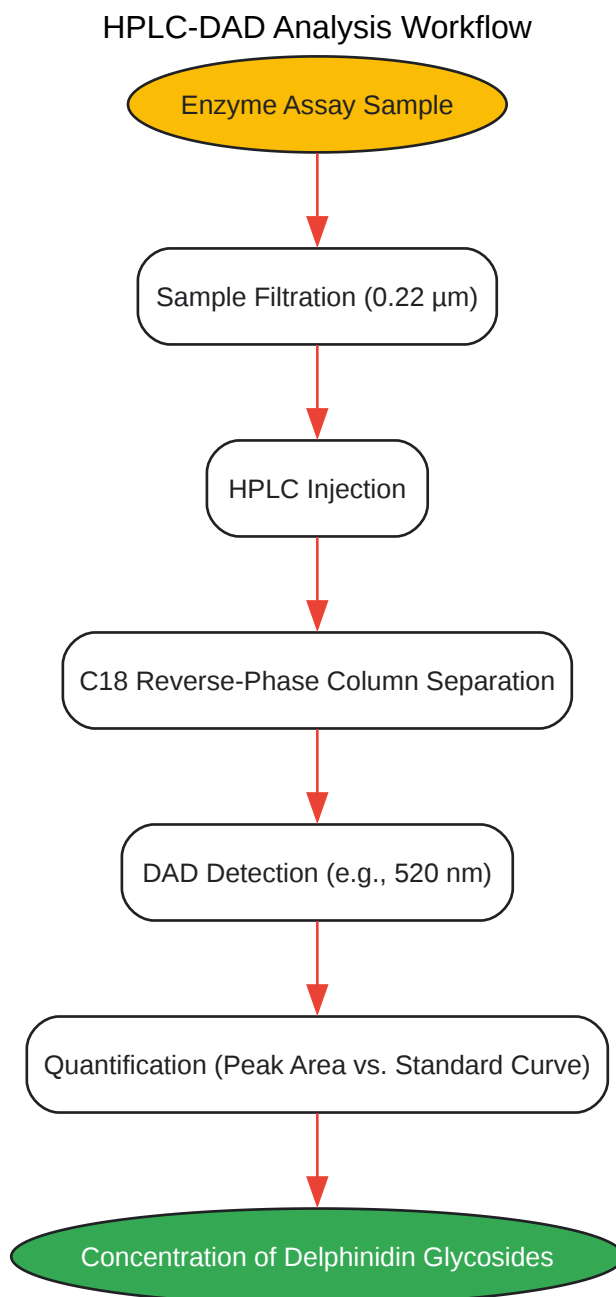 HPLC-DAD Analysis Workflow
Enzyme Assay Sample
Sample Filtration (0.22 µm)
HPLC Injection
C18 Reverse-Phase Column Separation
DAD Detection (e.g., 520 nm)
Quantification (Peak Area vs. Standard Curve)
Concentration of Delphinidin Glycosides